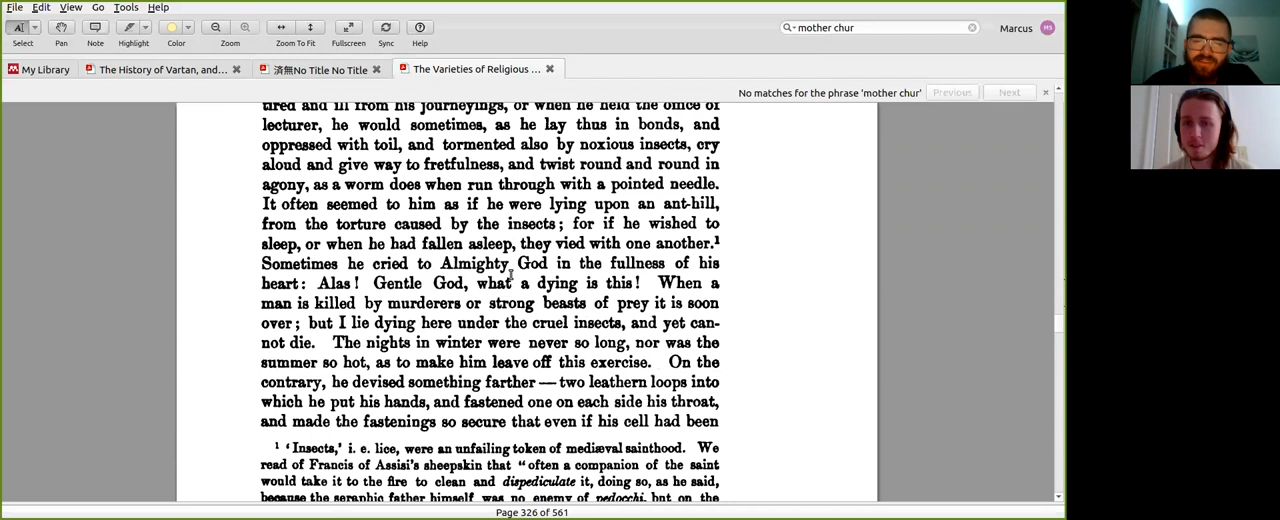 File Edit View Go Tools Help
mother chur
Marcus MS
Select Pan Note Highlight Color Zoom Zoom To Fit Fullscreen Sync Help
My Library The History of Vartan, and... 済無No Title No Title The Varieties of Religious ...
No matches for the phrase 'mother chur' Previous Next
tired and ill from his journeyings, or when he held the office of
lecturer, he would sometimes, as he lay thus in bonds, and
oppressed with toil, and tormented also by noxious insects, cry
aloud and give way to fretfulness, and twist round and round in
agony, as a worm does when run through with a pointed needle.
It often seemed to him as if he were lying upon an ant-hill,
from the torture caused by the insects; for if he wished to
sleep, or when he had fallen asleep, they vied with one another.¹
Sometimes he cried to Almighty God in the fullness of his
heart: Alas! Gentle God, what a dying is this! When a
man is killed by murderers or strong beasts of prey it is soon
over; but I lie dying here under the cruel insects, and yet can-
not die. The nights in winter were never so long, nor was the
summer so hot, as to make him leave off this exercise. On the
contrary, he devised something farther — two leathern loops into
which he put his hands, and fastened one on each side his throat,
and made the fastenings so secure that even if his cell had been
¹ 'Insects,' i. e. lice, were an unfailing token of mediæval sainthood. We
read of Francis of Assisi's sheepskin that "often a companion of the saint
would take it to the fire to clean and dispediculate it, doing so, as he said,
because the seraphic father himself was no enemy of pedocchi, but on the
Page 326 of 561